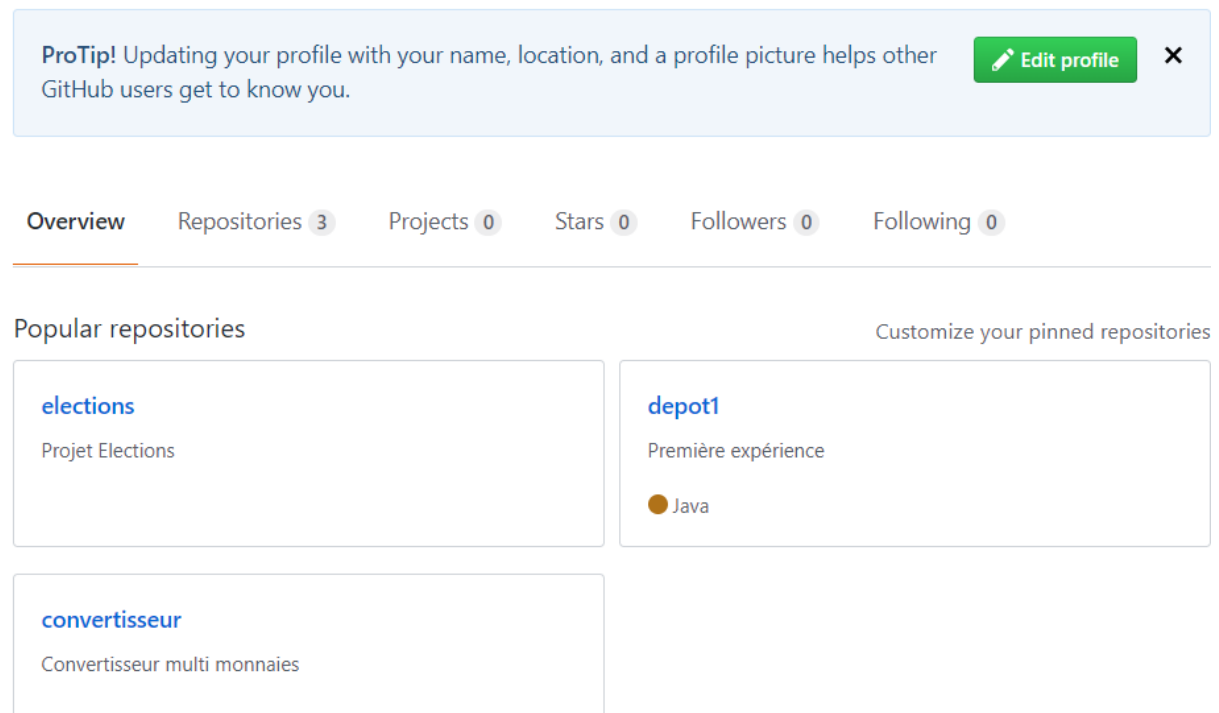 ProTip! Updating your profile with your name, location, and a profile picture helps other
GitHub users get to know you.
Edit profile
Overview Repositories 3 Projects 0 Stars 0 Followers 0 Following 0
Popular repositories
Customize your pinned repositories
elections
Projet Elections
depot1
Première expérience
Java
convertisseur
Convertisseur multi monnaies